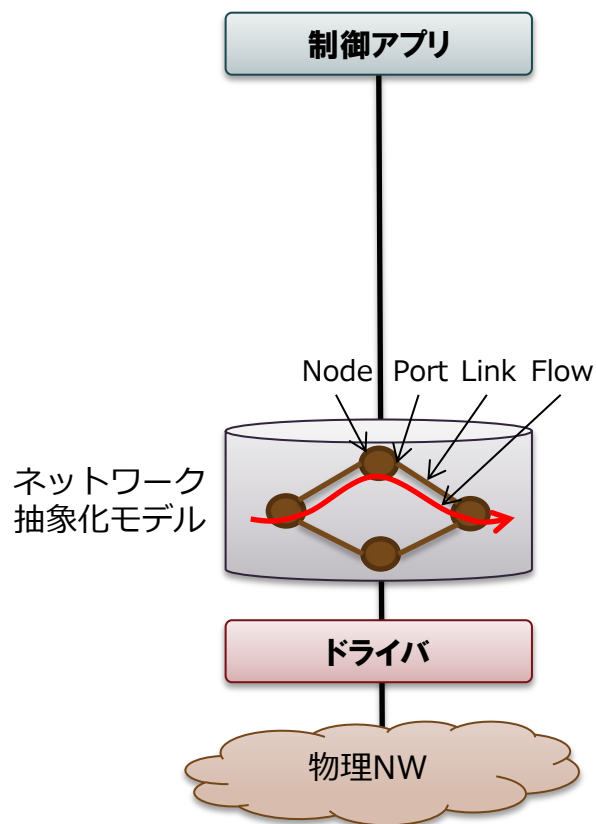 制御アプリ
Node Port Link Flow
ネットワーク
抽象化モデル
ドライバ
物理NW